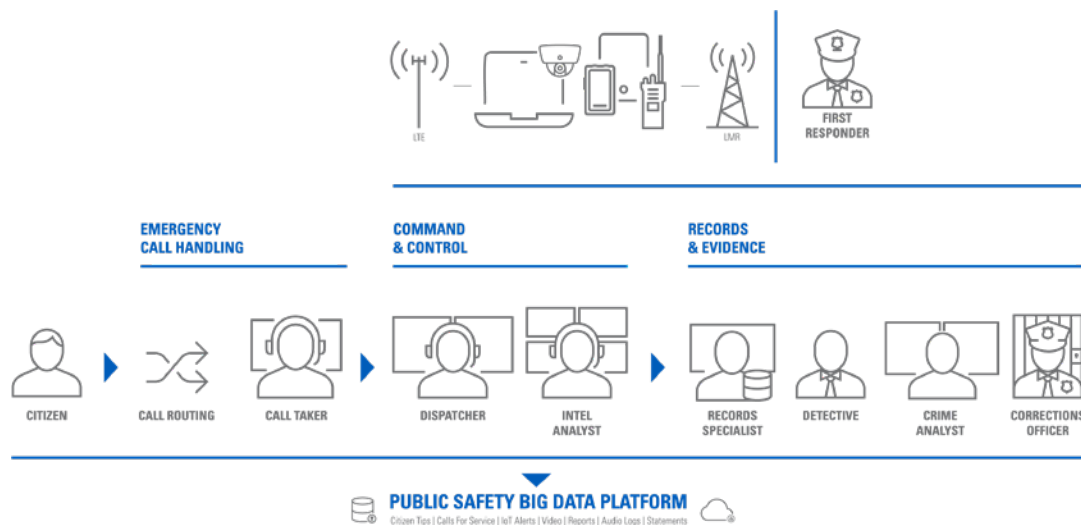 LTE
LMR
FIRST
RESPONDER
EMERGENCY
CALL HANDLING
COMMAND
& CONTROL
RECORDS
& EVIDENCE
CITIZEN
CALL ROUTING
CALL TAKER
DISPATCHER
INTEL
ANALYST
RECORDS
SPECIALIST
DETECTIVE
CRIME
ANALYST
CORRECTIONS
OFFICER
PUBLIC SAFETY BIG DATA PLATFORM
Citizen Tips | Calls For Service | IoT Alerts | Video | Reports | Audio Logs | Statements